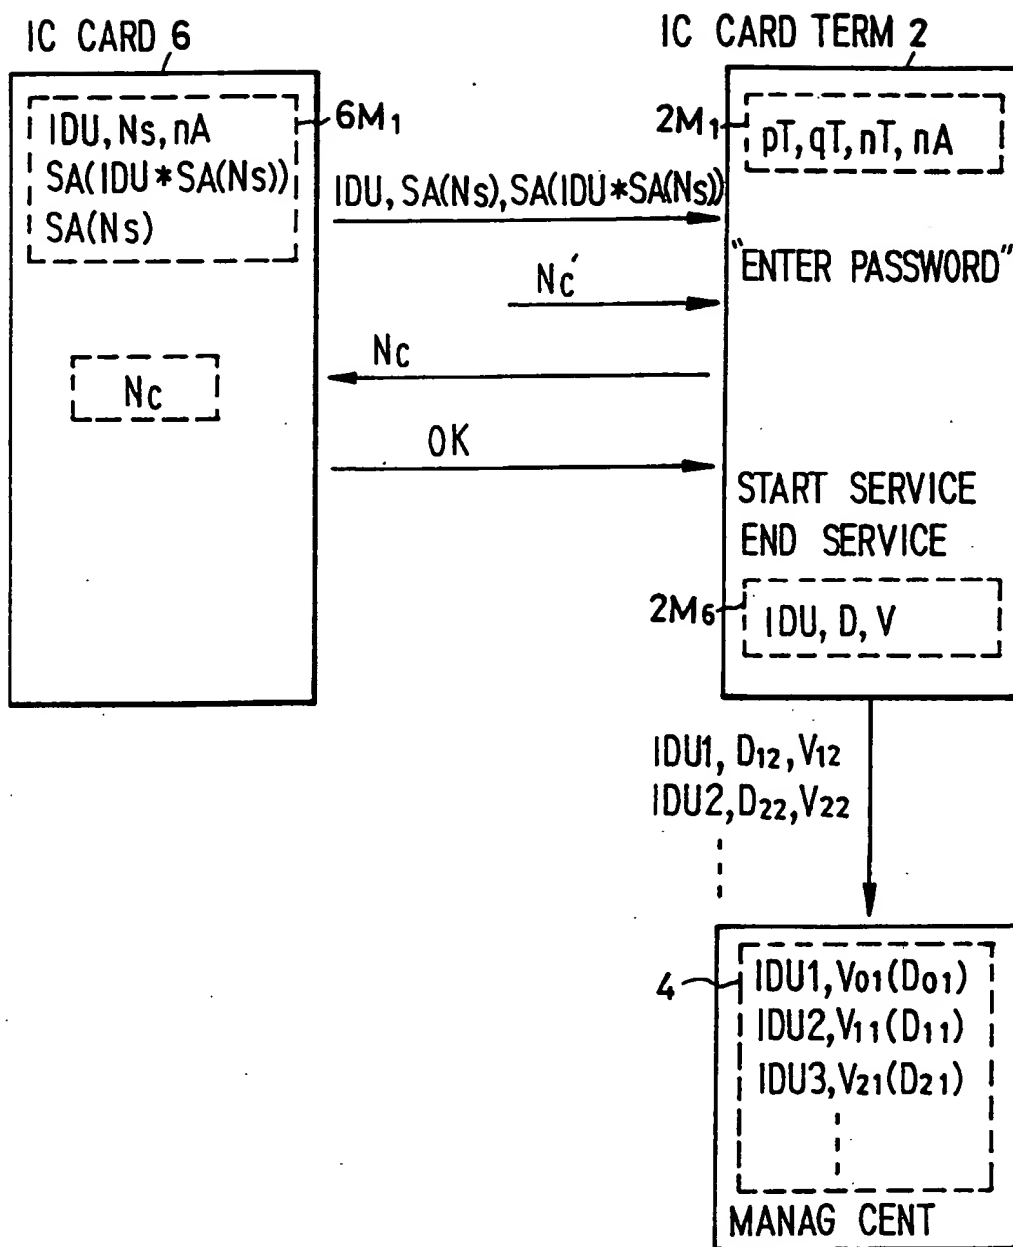 IC CARD 6
IC CARD TERM 2
IDU, Ns, nA
SA(IDU*SA(Ns))
SA(Ns)
6M1
IDU, SA(Ns), SA(IDU*SA(Ns))
2M1
pT, qT, nT, nA
"ENTER PASSWORD"
Nc'
Nc
Nc
OK
START SERVICE
END SERVICE
2M6
IDU, D, V
IDU1, D12, V12
IDU2, D22, V22
4
IDU1, V01(D01)
IDU2, V11(D11)
IDU3, V21(D21)
MANAG CENT